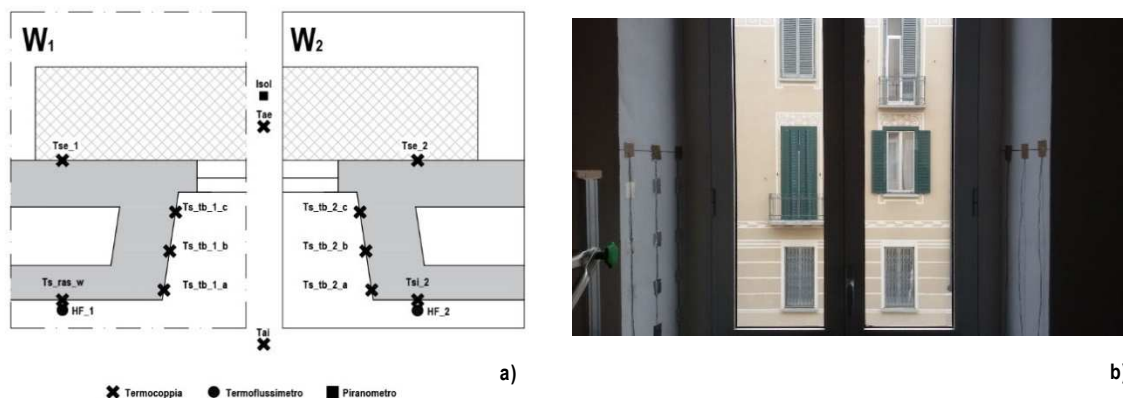 W1
W2
Isol
Tae
Tse_1
Tse_2
Ts_tb_1_c
Ts_tb_2_c
Ts_tb_1_b
Ts_tb_2_b
Ts_ras_w
Ts_tb_1_a
Ts_tb_2_a
Tsi_2
HF_1
HF_2
Tai
a)
b)
Termocoppia
Termoflussimetro
Piranometro